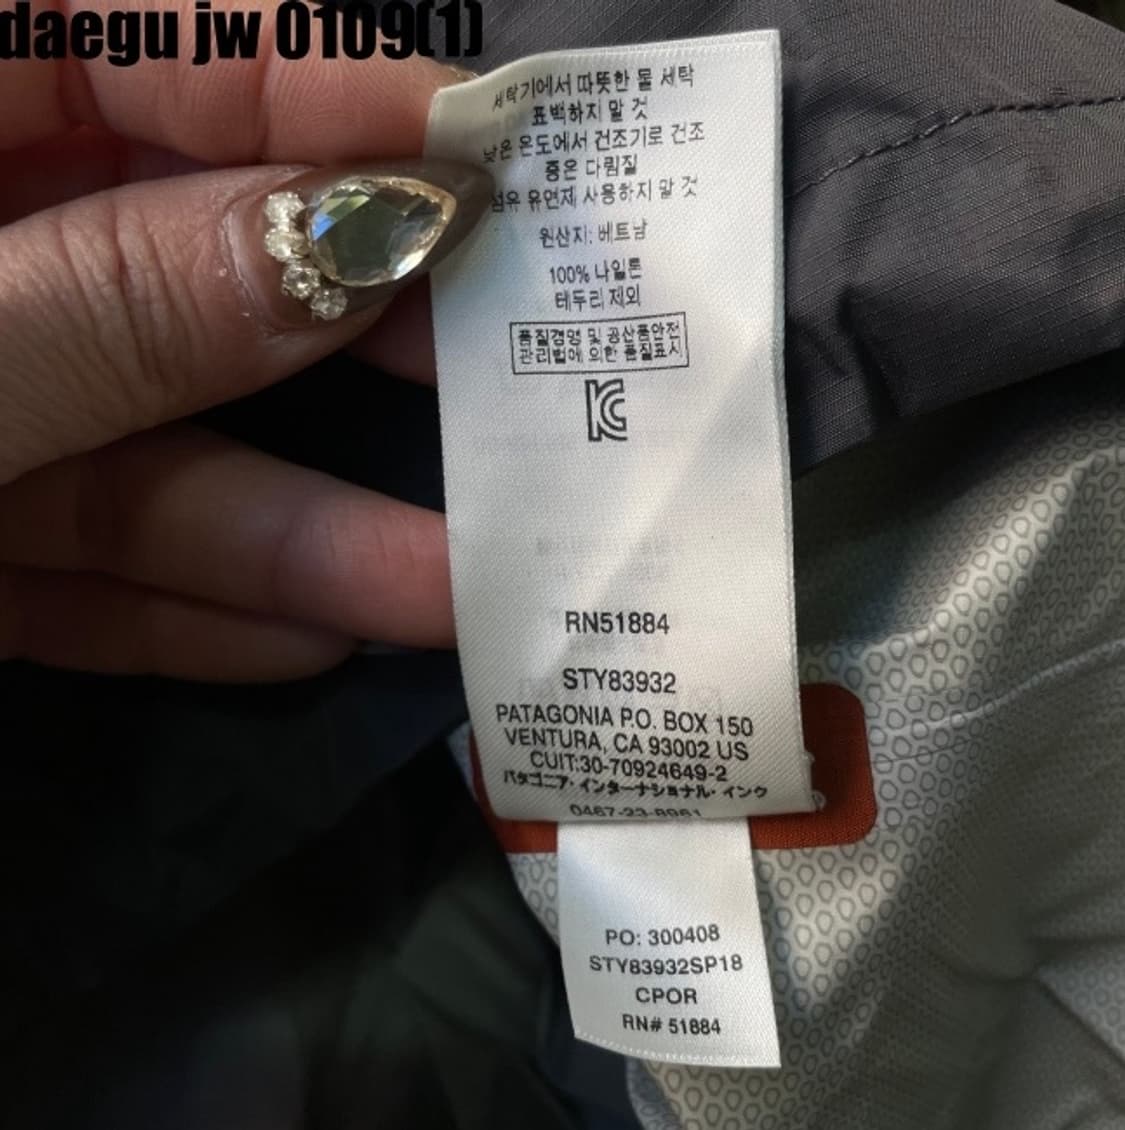 daegu jw 0109(1)
세탁기에서 따뜻한 물 세탁
표백하지 말 것
낮은 온도에서 건조기로 건조
중온 다림질
섬유 유연제 사용하지 말 것
원산지: 베트남
100% 나일론
테두리 제외
품질경영 및 공산품안전
관리법에 의한 품질표시
KC
RN51884
STY83932
PATAGONIA P.O. BOX 150
VENTURA, CA 93002 US
CUIT:30-70924649-2
パタゴニア・インターナショナル・インク
0467-23-8961
PO: 300408
STY83932SP18
CPOR
RN# 51884